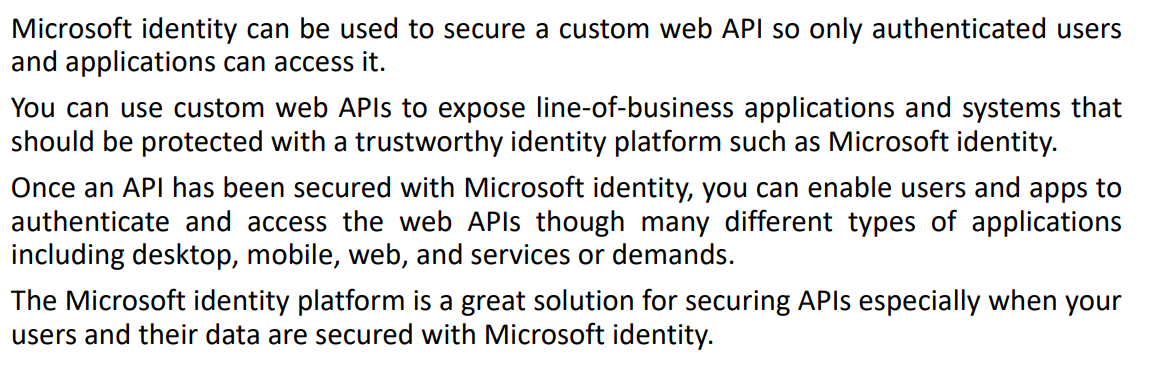 Microsoft identity can be used to secure a custom web API so only authenticated users
and applications can access it.
You can use custom web APIs to expose line-of-business applications and systems that
should be protected with a trustworthy identity platform such as Microsoft identity.
Once an API has been secured with Microsoft identity, you can enable users and apps to
authenticate and access the web APIs though many different types of applications
including desktop, mobile, web, and services or demands.
The Microsoft identity platform is a great solution for securing APIs especially when your
users and their data are secured with Microsoft identity.